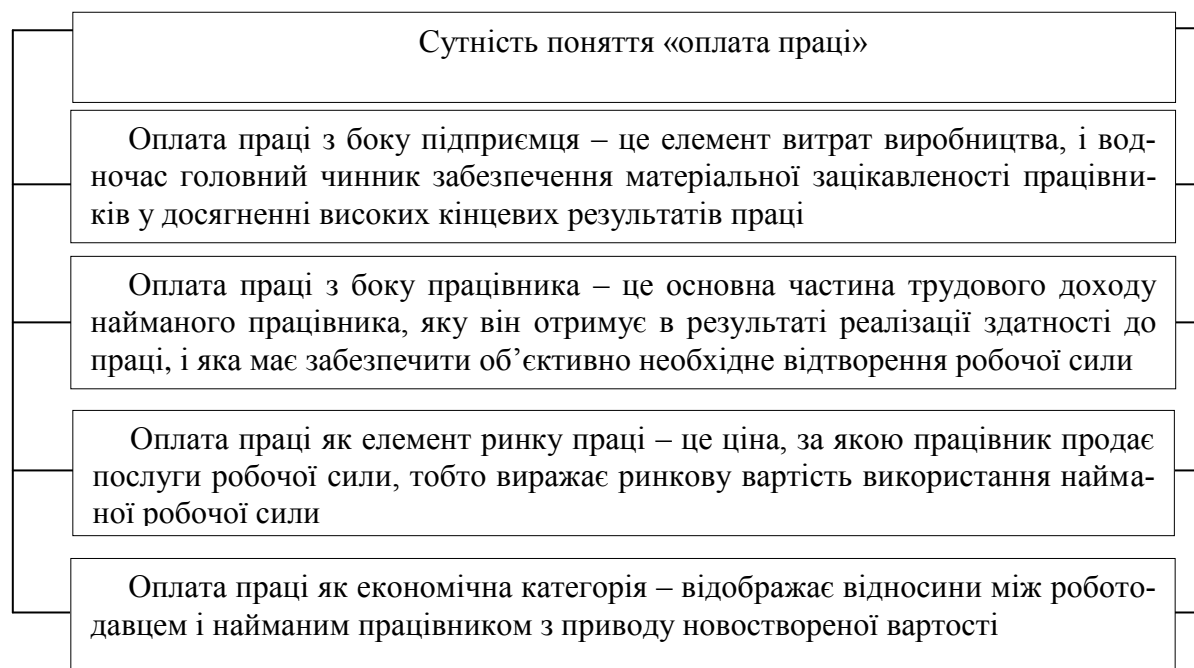 Сутність поняття «оплата праці»
Оплата праці з боку підприємця – це елемент витрат виробництва, і вод-
ночас головний чинник забезпечення матеріальної зацікавленості працівни-
ків у досягненні високих кінцевих результатів праці
Оплата праці з боку працівника – це основна частина трудового доходу
найманого працівника, яку він отримує в результаті реалізації здатності до
праці, і яка має забезпечити об’єктивно необхідне відтворення робочої сили
Оплата праці як елемент ринку праці – це ціна, за якою працівник продає
послуги робочої сили, тобто виражає ринкову вартість використання найма-
ної робочої сили
Оплата праці як економічна категорія – відображає відносини між робото-
давцем і найманим працівником з приводу новоствореної вартості